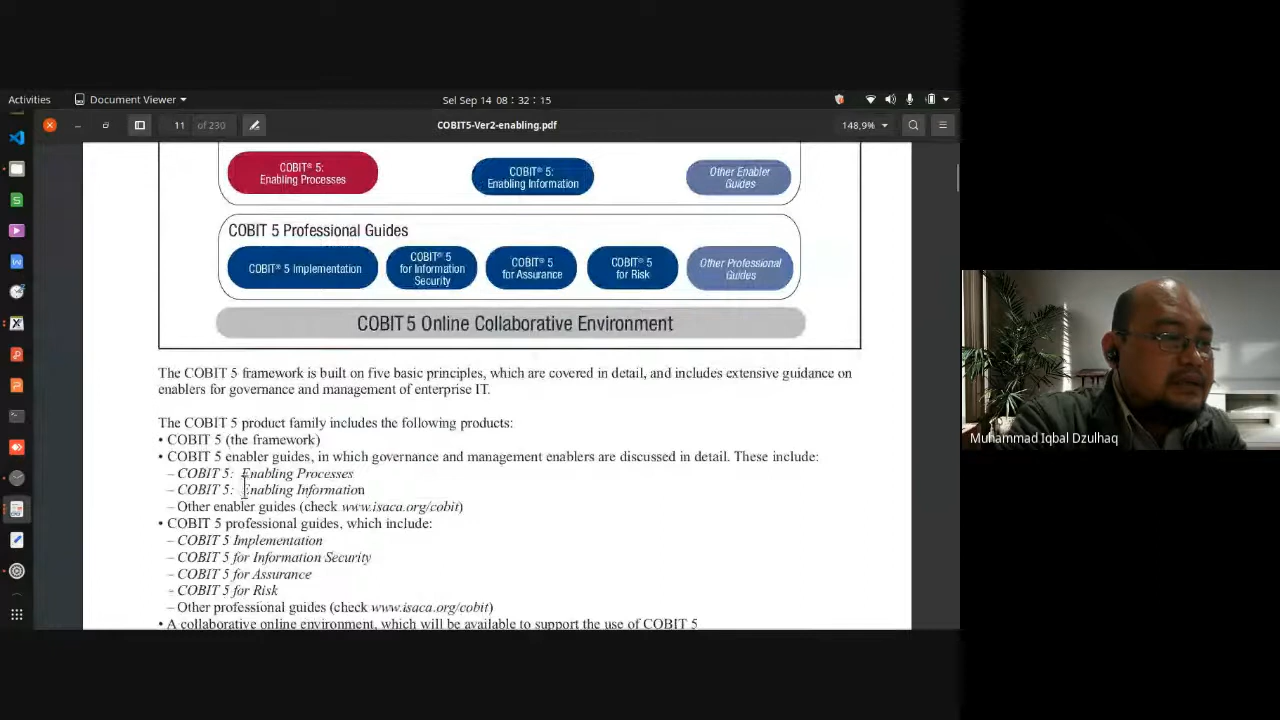 Activities
Document Viewer
Sel Sep 14 08:32:15
11
of 230
COBIT5-Ver2-enabling.pdf
148,9%
COBIT® 5:
Enabling Processes
COBIT® 5:
Enabling Information
Other Enabler
Guides
COBIT 5 Professional Guides
COBIT® 5 Implementation
COBIT® 5
for Information
Security
COBIT® 5
for Assurance
COBIT® 5
for Risk
Other Professional
Guides
COBIT 5 Online Collaborative Environment
The COBIT 5 framework is built on five basic principles, which are covered in detail, and includes extensive guidance on
enablers for governance and management of enterprise IT.
The COBIT 5 product family includes the following products:
• COBIT 5 (the framework)
• COBIT 5 enabler guides, in which governance and management enablers are discussed in detail. These include:
– COBIT 5: Enabling Processes
– COBIT 5: Enabling Information
– Other enabler guides (check www.isaca.org/cobit)
• COBIT 5 professional guides, which include:
– COBIT 5 Implementation
– COBIT 5 for Information Security
– COBIT 5 for Assurance
– COBIT 5 for Risk
– Other professional guides (check www.isaca.org/cobit)
• A collaborative online environment, which will be available to support the use of COBIT 5
Muhammad Iqbal Dzulhaq